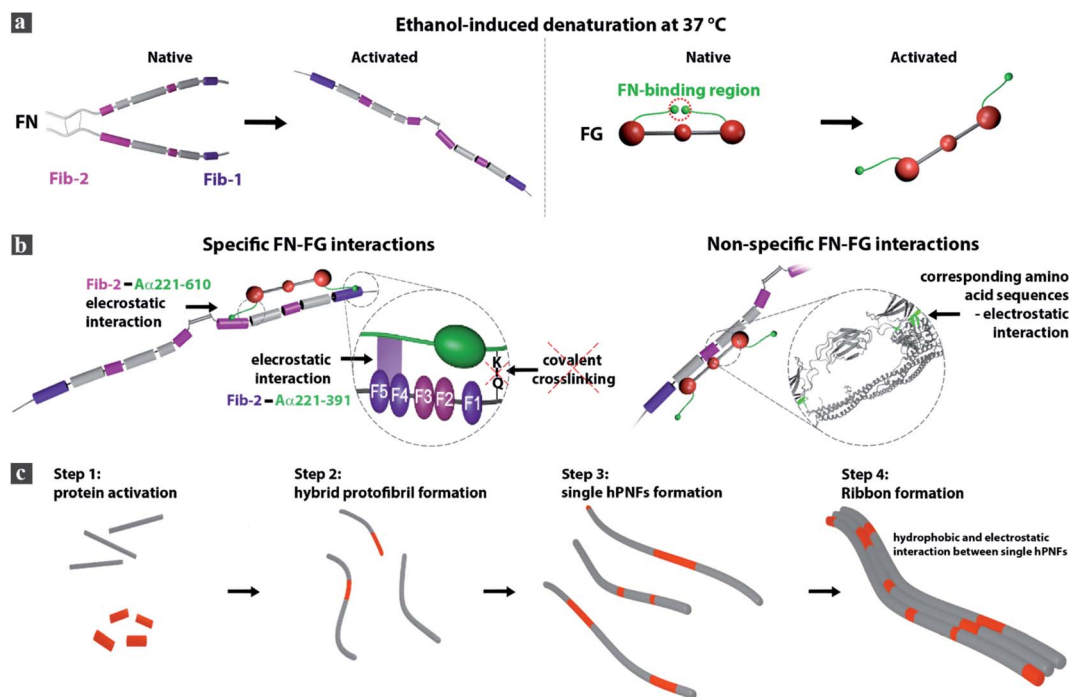 a
Ethanol-induced denaturation at 37 °C
Native
Activated
FN
Fib-2
Fib-1
Native
Activated
FN-binding region
FG
b
Specific FN-FG interactions
Fib-2 – Aα221-610
elecrostatic
interaction
elecrostatic
interaction
Fib-2 – Aα221-391
F5 F4 F3 F2 F1
K
Q
covalent
crosslinking
Non-specific FN-FG interactions
corresponding amino
acid sequences
- electrostatic
interaction
c
Step 1:
protein activation
Step 2:
hybrid protofibril formation
Step 3:
single hPNFs formation
Step 4:
Ribbon formation
hydrophobic and electrostatic
interaction between single hPNFs